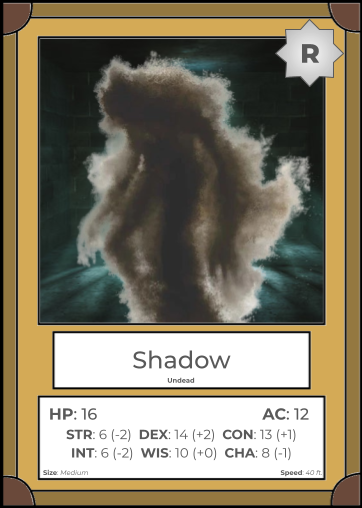 R
Shadow
Undead
HP: 16 AC: 12
STR: 6 (-2) DEX: 14 (+2) CON: 13 (+1)
INT: 6 (-2) WIS: 10 (+0) CHA: 8 (-1)
Size: Medium Speed: 40 ft.